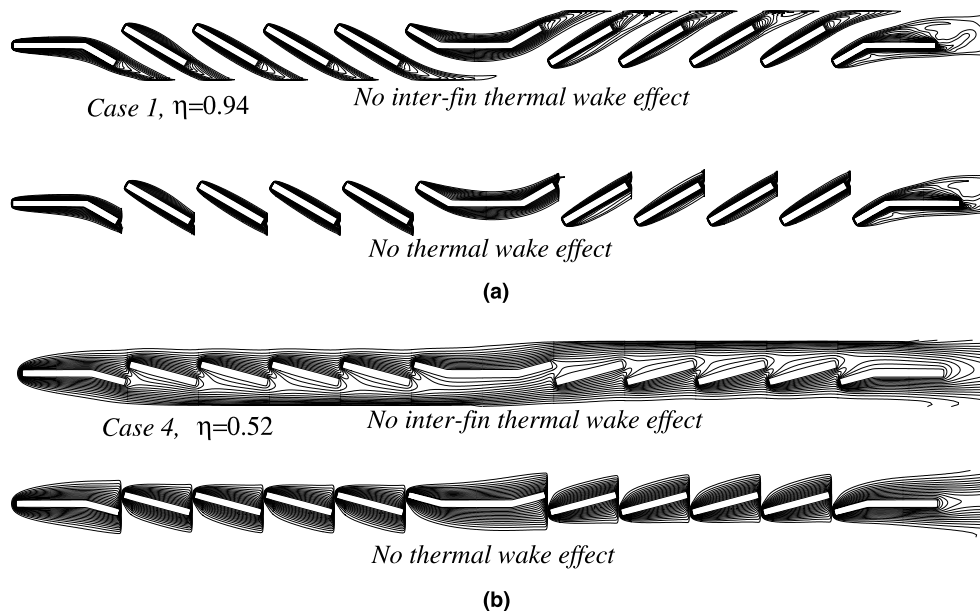 Case 1, η=0.94
No inter-fin thermal wake effect
No thermal wake effect
(a)
Case 4, η=0.52
No inter-fin thermal wake effect
No thermal wake effect
(b)